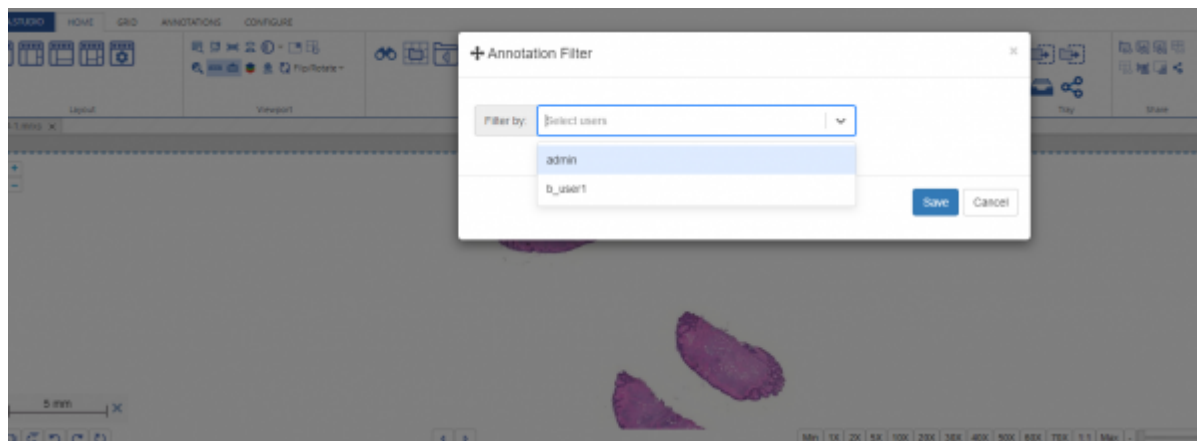 STUDIO HOME GRID ANNOTATIONS CONFIGURE
Annotation Filter
Flip/Rotate
Layout Viewport Tray Share
Filter by: Select users
admin
b_user1
Save Cancel
5 mm
Min 1X 2X 5X 10X 20X 30X 40X 50X 60X 70X 1:1 Max